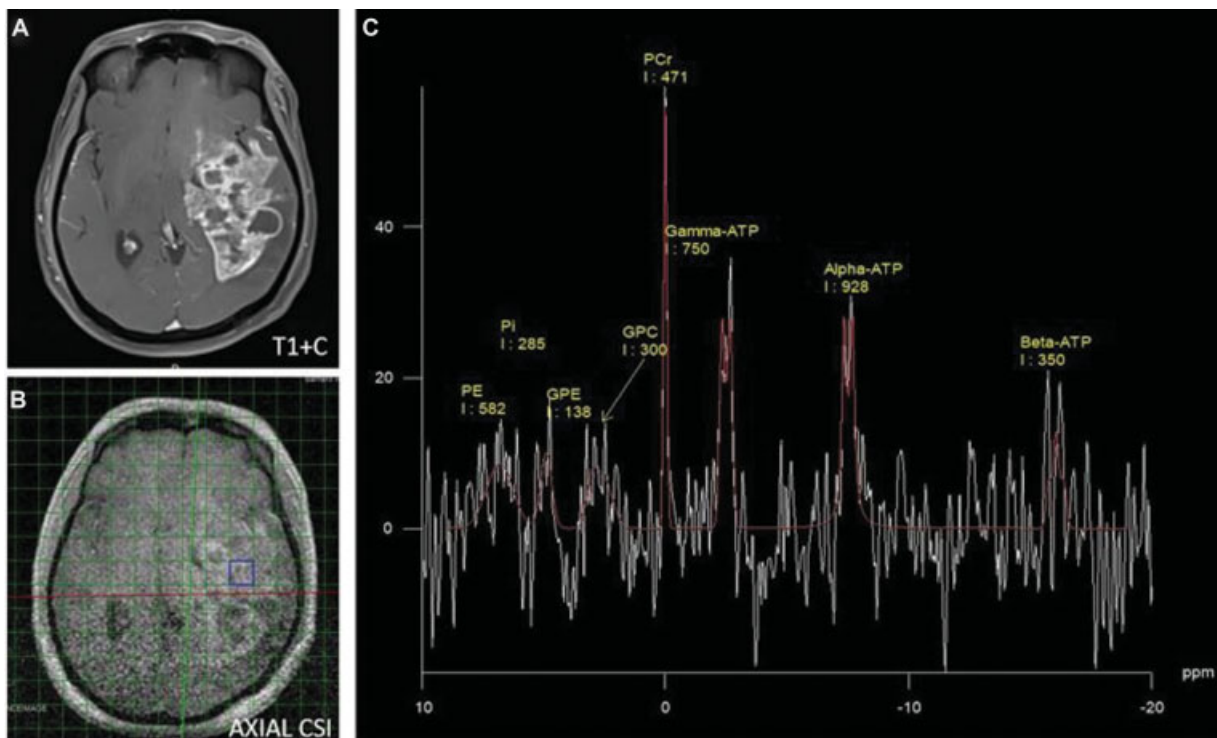 A
T1+C
B
AXIAL CSI
C
PCr
I : 471
Gamma-ATP
I : 750
Alpha-ATP
I : 928
Pi
I : 285
GPC
I : 300
Beta-ATP
I : 350
PE
I : 582
GPE
I : 138
40
20
0
10
0
-10
-20
ppm